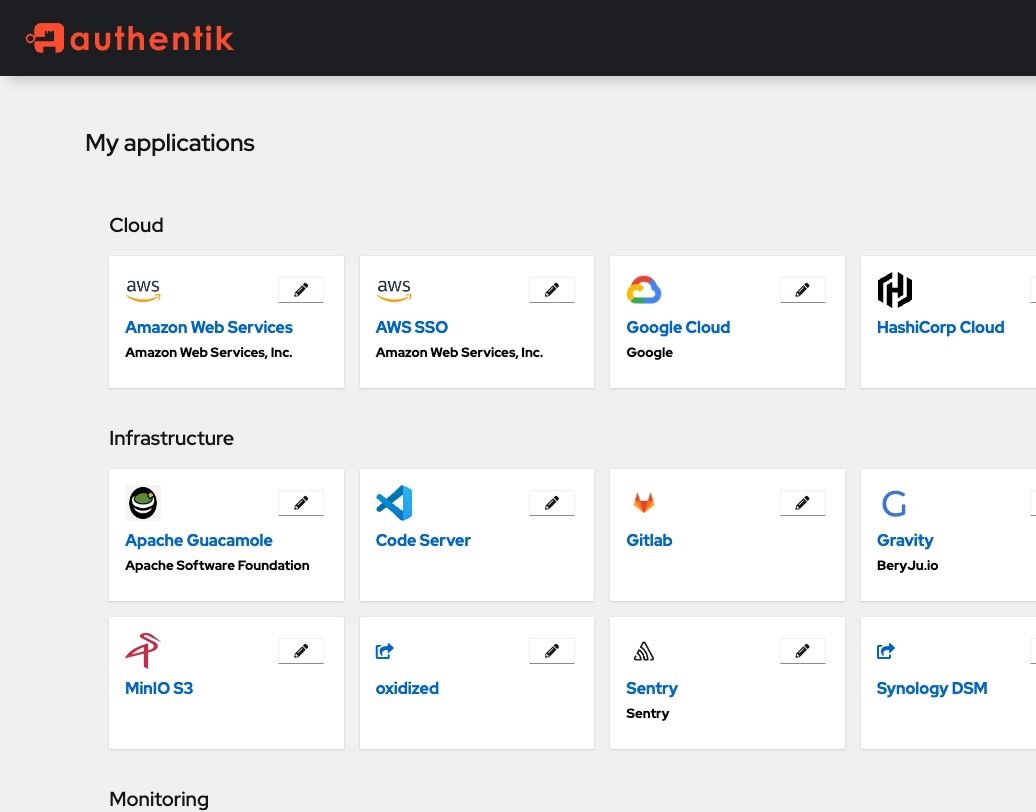 authentik
My applications
Cloud
aws
aws
Amazon Web Services
AWS SSO
Google Cloud
HashiCorp Cloud
Amazon Web Services, Inc.
Amazon Web Services, Inc.
Google
Infrastructure
Apache Guacamole
Code Server
Gitlab
Gravity
Apache Software Foundation
BeryJu.io
MinIO S3
oxidized
Sentry
Synology DSM
Sentry
Monitoring